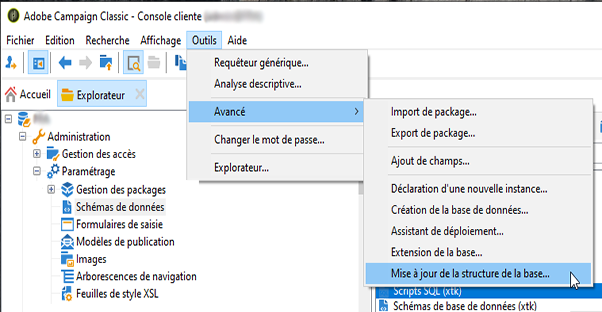 Adobe Campaign Classic - Console cliente
Fichier Edition Recherche Affichage Outils Aide
Requêteur générique...
Analyse descriptive...
Avancé
Changer le mot de passe...
Explorateur...
Import de package...
Export de package...
Ajout de champs...
Déclaration d'une nouvelle instance...
Création de la base de données...
Assistant de déploiement...
Extension de la base...
Mise à jour de la structure de la base...
Accueil Explorateur
Administration
Gestion des accès
Paramétrage
Gestion des packages
Schémas de données
Formulaires de saisie
Modèles de publication
Images
Arborescences de navigation
Feuilles de style XSL
Scripts SQL (xtk)
Schémas de base de données (xtk)